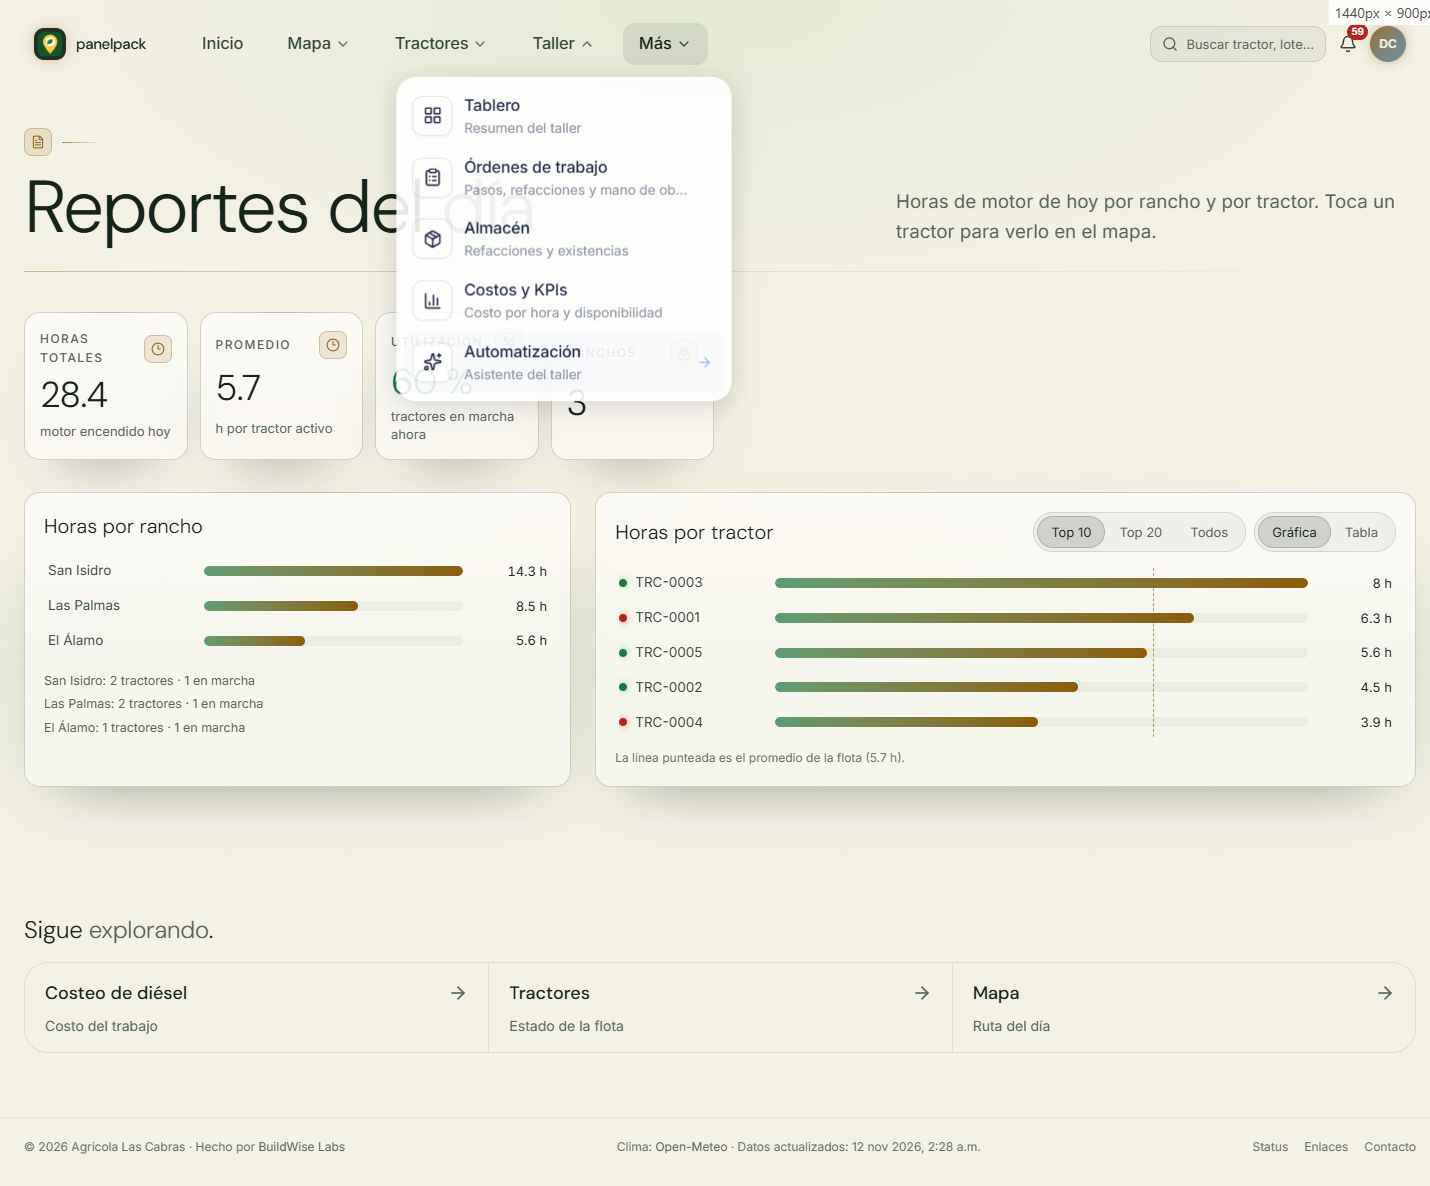 1440px × 900px
panelpack
Inicio
Mapa
Tractores
Taller
Más
Buscar tractor, lote...
59
DC
Tablero
Resumen del taller
Órdenes de trabajo
Pasos, refacciones y mano de ob...
Almacén
Refacciones y existencias
Costos y KPIs
Costo por hora y disponibilidad
Automatización
Asistente del taller
Reportes del día
Horas de motor de hoy por rancho y por tractor. Toca un
tractor para verlo en el mapa.
HORAS
TOTALES
28.4
motor encendido hoy
PROMEDIO
5.7
h por tractor activo
UTILIZACIÓN
60 %
tractores en marcha
ahora
3
Horas por rancho
San Isidro
14.3 h
Las Palmas
8.5 h
El Álamo
5.6 h
San Isidro: 2 tractores · 1 en marcha
Las Palmas: 2 tractores · 1 en marcha
El Álamo: 1 tractores · 1 en marcha
Horas por tractor
Top 10
Top 20
Todos
Gráfica
Tabla
TRC-0003
8 h
TRC-0001
6.3 h
TRC-0005
5.6 h
TRC-0002
4.5 h
TRC-0004
3.9 h
La línea punteada es el promedio de la flota (5.7 h).
Sigue explorando.
Costeo de diésel
Costo del trabajo
Tractores
Estado de la flota
Mapa
Ruta del día
© 2026 Agrícola Las Cabras · Hecho por BuildWise Labs
Clima: Open-Meteo · Datos actualizados: 12 nov 2026, 2:28 a.m.
Status
Enlaces
Contacto